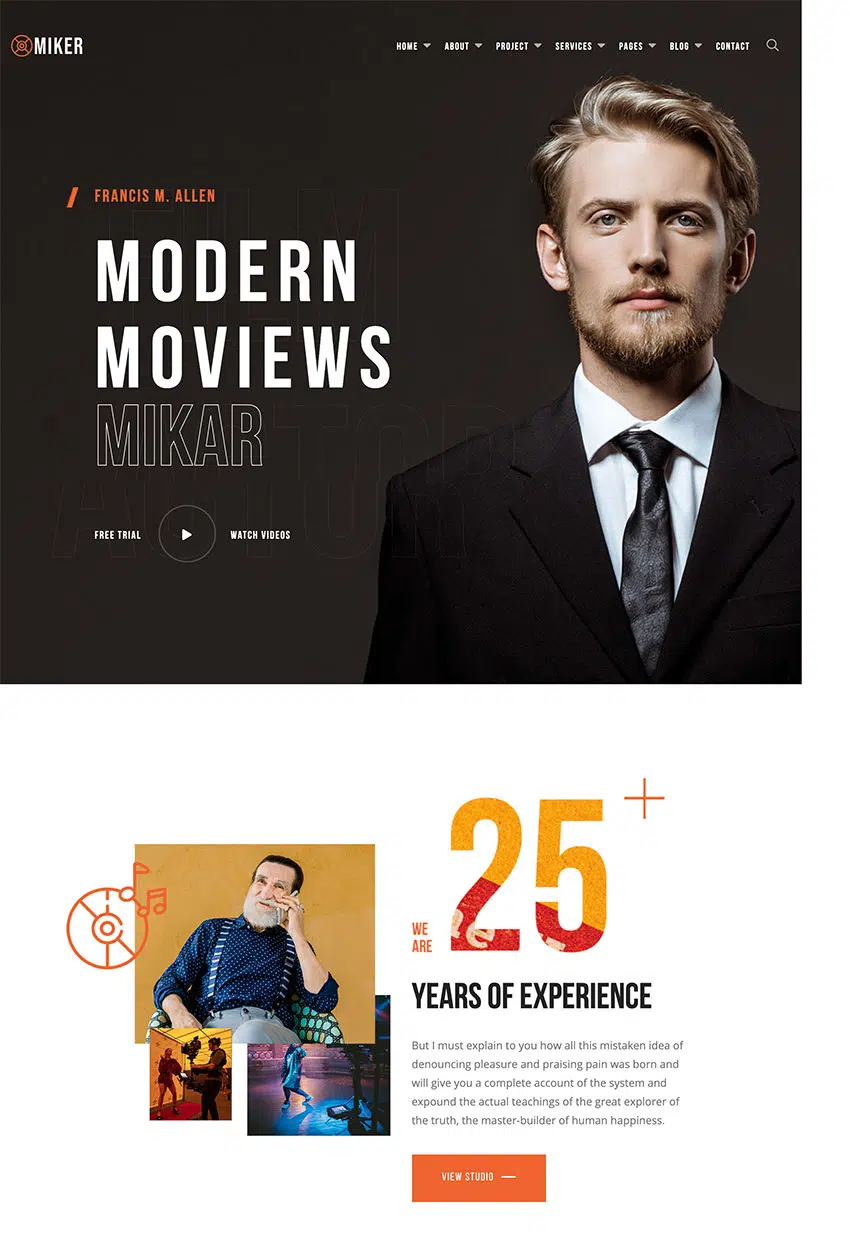 MIKER
HOME ABOUT PROJECT SERVICES PAGES BLOG CONTACT
FILM
FRANCIS M. ALLEN
MODERN
MOVIEWS
MIKAR
ACTOR
FREE TRIAL WATCH VIDEOS
25
WE
ARE
YEARS OF EXPERIENCE
But I must explain to you how all this mistaken idea of
denouncing pleasure and praising pain was born and
will give you a complete account of the system and
expound the actual teachings of the great explorer of
the truth, the master-builder of human happiness.
VIEW STUDIO